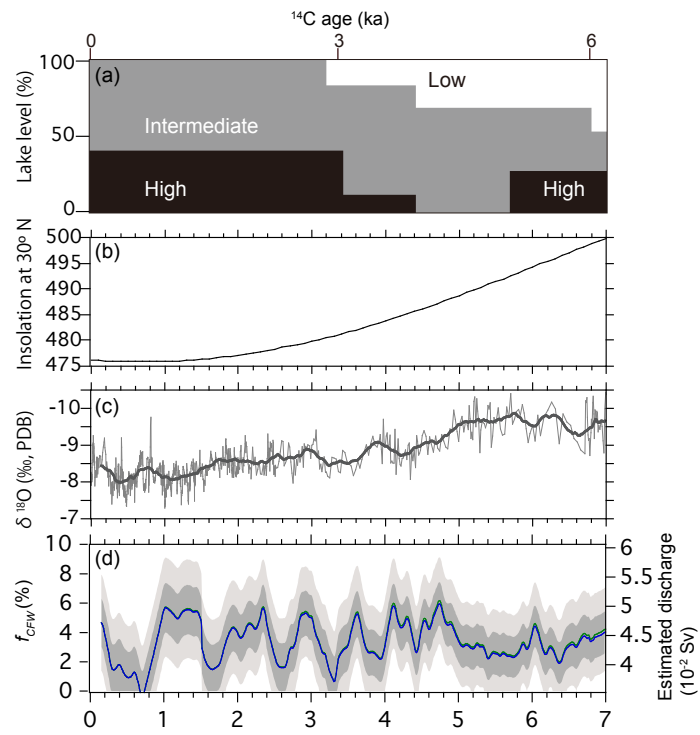 ¹⁴C age (ka)
0 3 6
(a)
Lake level (%)
100
50
0
Low
Intermediate
High
High
(b)
Insolation at 30º N
500
495
490
485
480
475
(c)
δ ¹⁸O (‰, PDB)
-10
-9
-8
-7
(d)
fCFW (%)
10
8
6
4
2
0
6
5.5
5
4.5
4
Estimated discharge
(10⁻² Sv)
0 1 2 3 4 5 6 7